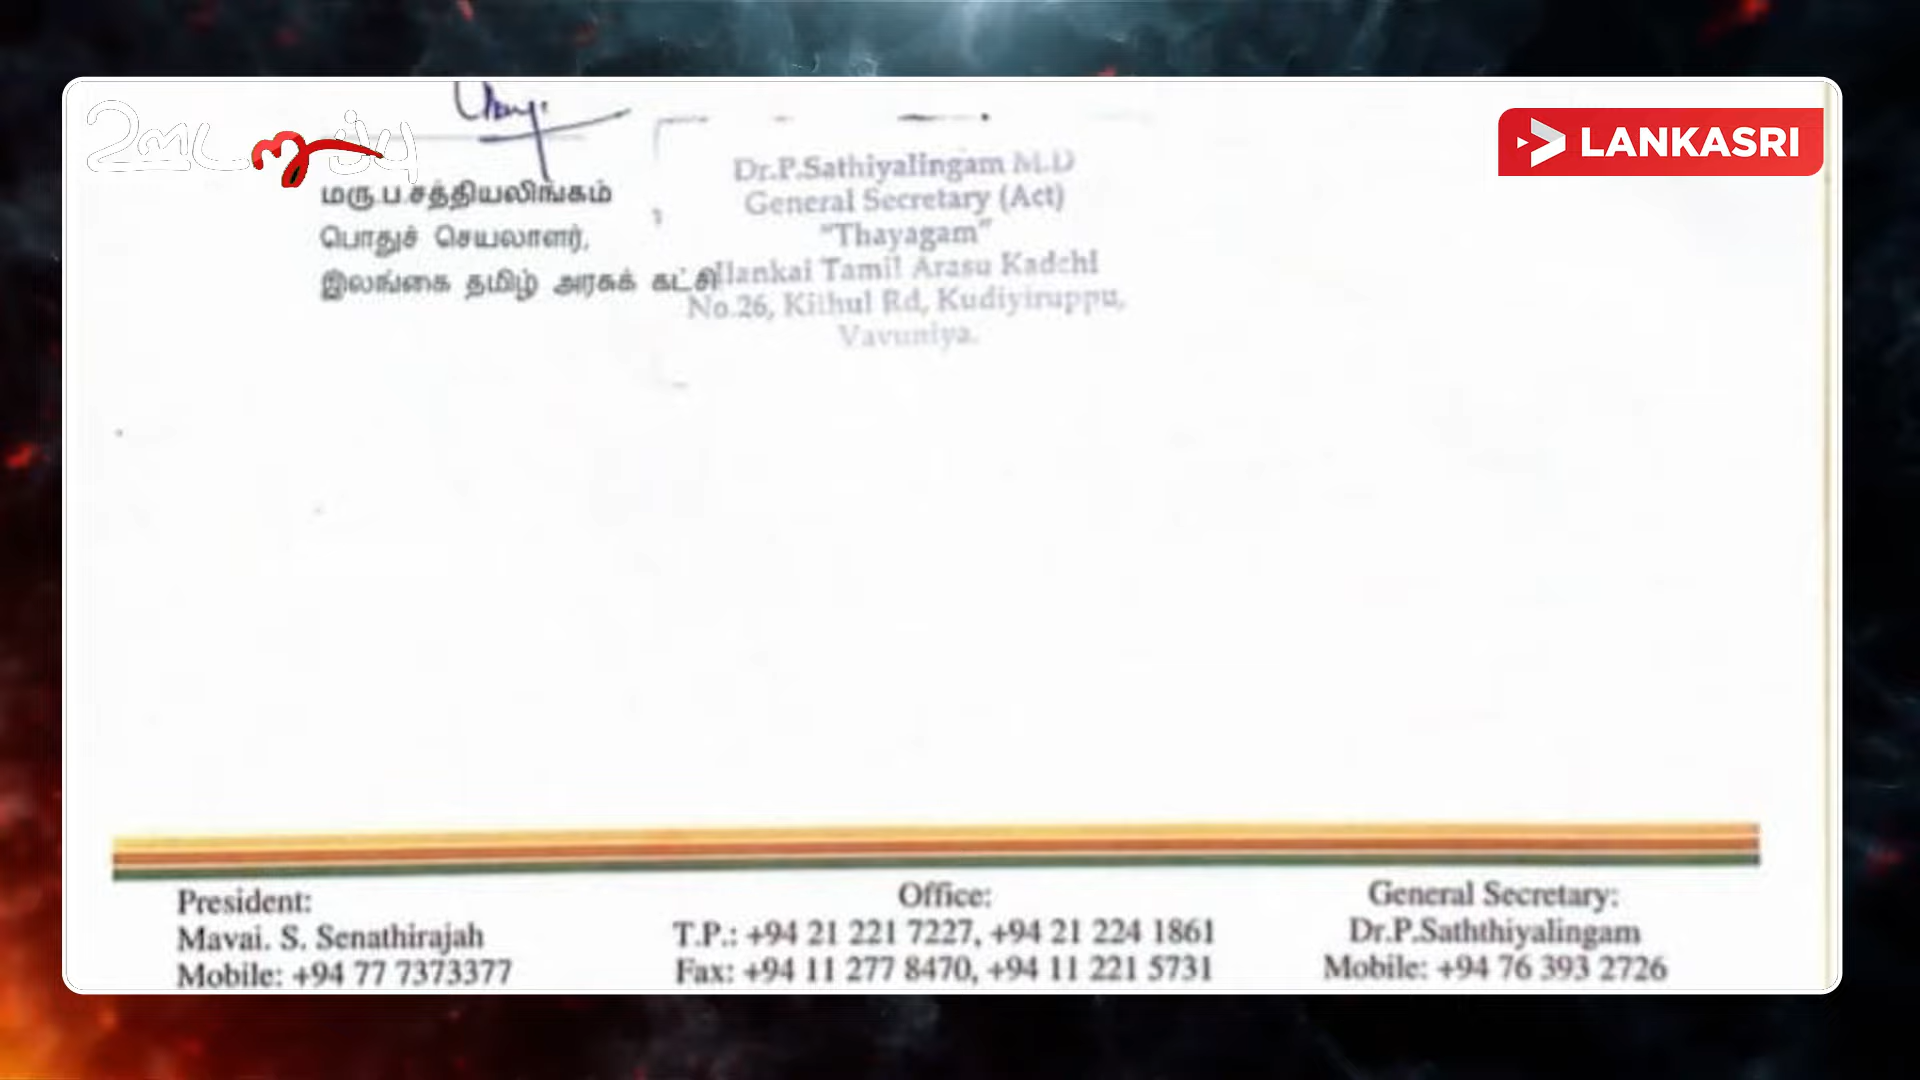 ஊடறுப்பு
LANKASRI
மரு.ப.சத்தியலிங்கம்
பொதுச் செயலாளர்,
இலங்கை தமிழ் அரசுக் கட்சி
Dr.P.Sathiyalingam M.D
General Secretary (Act)
"Thayagam"
Ilankai Tamil Arasu Kadchi
No.26, Kithul Rd, Kudiyiruppu,
Vavuniya.
President:
Mavai. S. Senathirajah
Mobile: +94 77 7373377
Office:
T.P.: +94 21 221 7227, +94 21 224 1861
Fax: +94 11 277 8470, +94 11 221 5731
General Secretary:
Dr.P.Saththiyalingam
Mobile: +94 76 393 2726